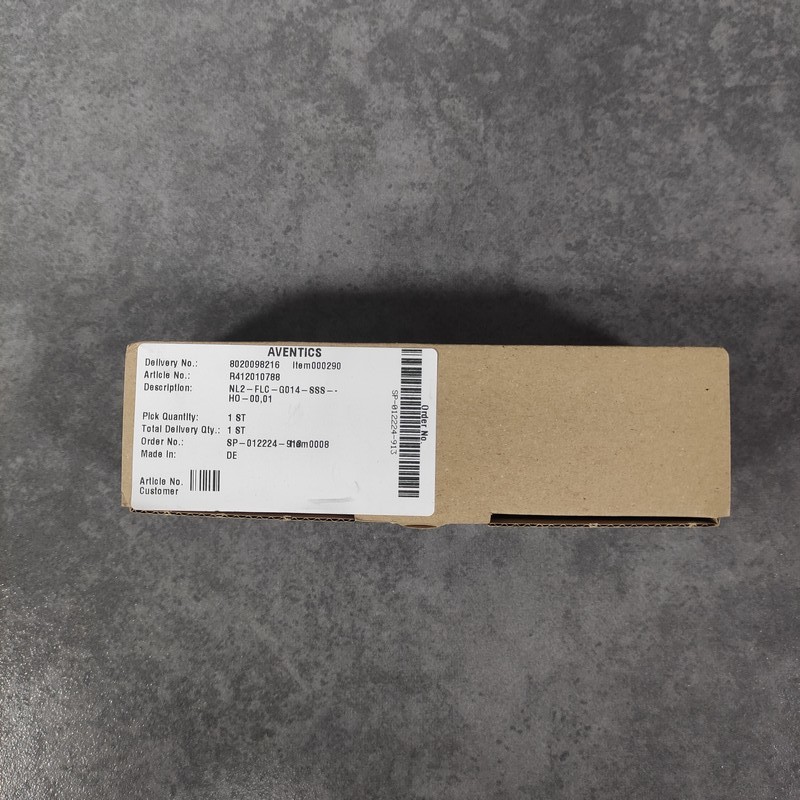 AVENTICS
Delivery No.: 8020098216 Item000290
Article No.: R412010788
Description: NL2-FLC-G014-SSS--
HO-00,01
Pick Quantity: 1 ST
Total Delivery Qty.: 1 ST
Order No.: SP-012224-913 Item0008
Made in: DE
Article No.
Customer
Order No.
SP-012224-913